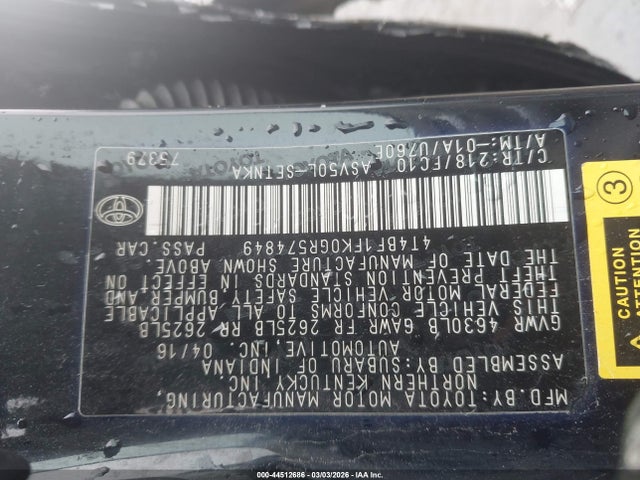 MFD.BY:TOYOTA MOTOR MANUFACTURING,
NORTHERN KENTUCKY INC.
ASSEMBLED BY:SUBARU OF INDIANA
AUTOMOTIVE, INC. 04/16
GVWR 4630LB GAWR FR 2625LB RR 2625LB
THIS VEHICLE CONFORMS TO ALL APPLICABLE
FEDERAL MOTOR VEHICLE SAFETY,BUMPER,AND
THEFT PREVENTION STANDARDS IN EFFECT ON
THE DATE OF MANUFACTURE SHOWN ABOVE.
4T4BF1FK0GR574849 PASS.CAR
C/TR:218/FC10 ASV50L-SETNKA
A/TM:-01A/U760E 75379
3
CAUTION
ATTENTION
000-44512686 - 03/03/2026 - IAA Inc.